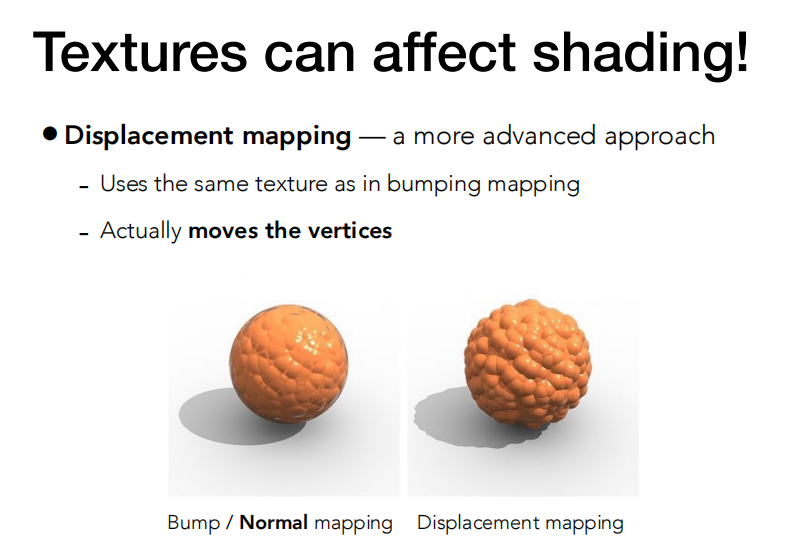 Textures can affect shading!
● Displacement mapping — a more advanced approach
- Uses the same texture as in bumping mapping
- Actually moves the vertices
Bump / Normal mapping
Displacement mapping